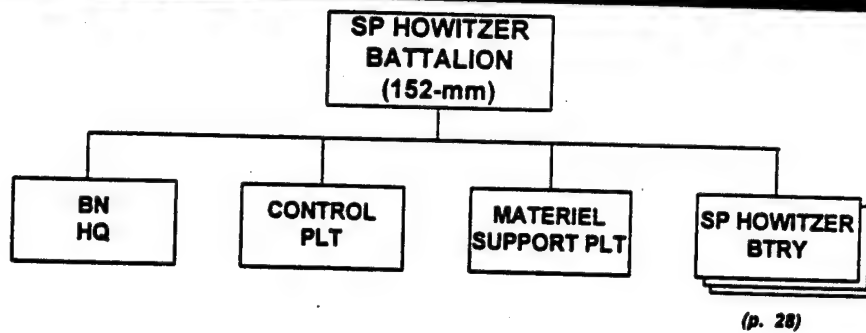 SP HOWITZER
BATTALION
(152-mm)
BN
HQ
CONTROL
PLT
MATERIEL
SUPPORT PLT
SP HOWITZER
BTRY
(p. 28)